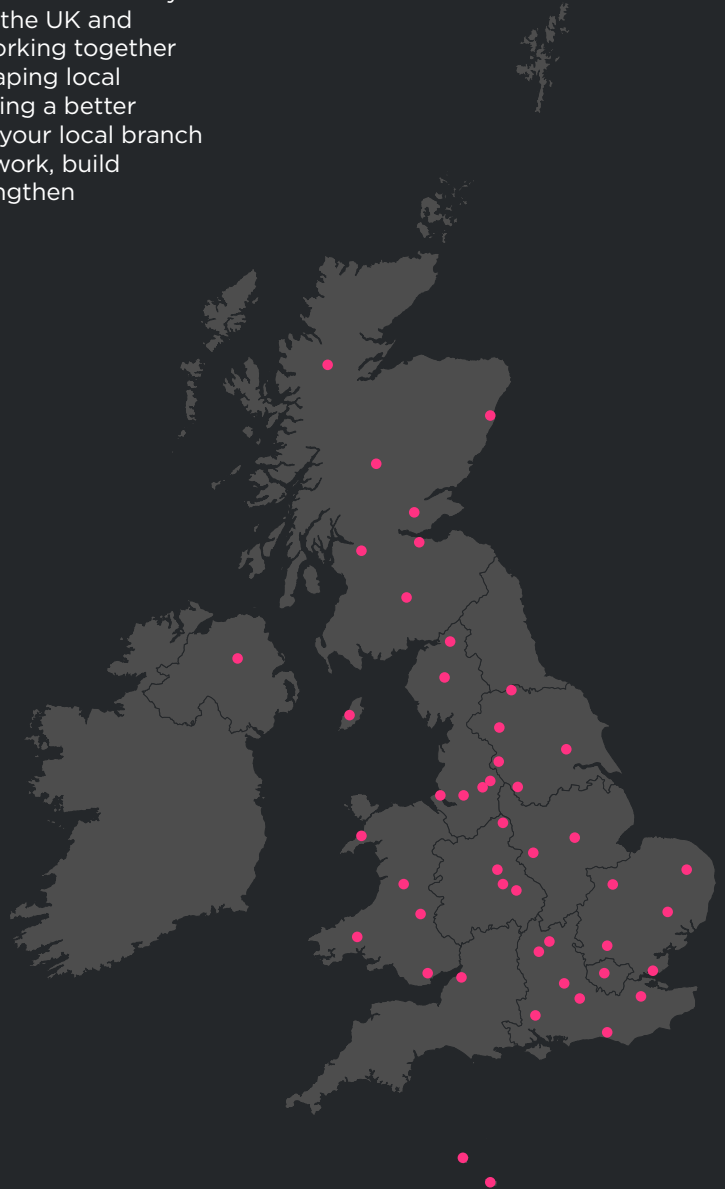 the UK and
orking together
aping local
ing a better
your local branch
work, build
ngthen